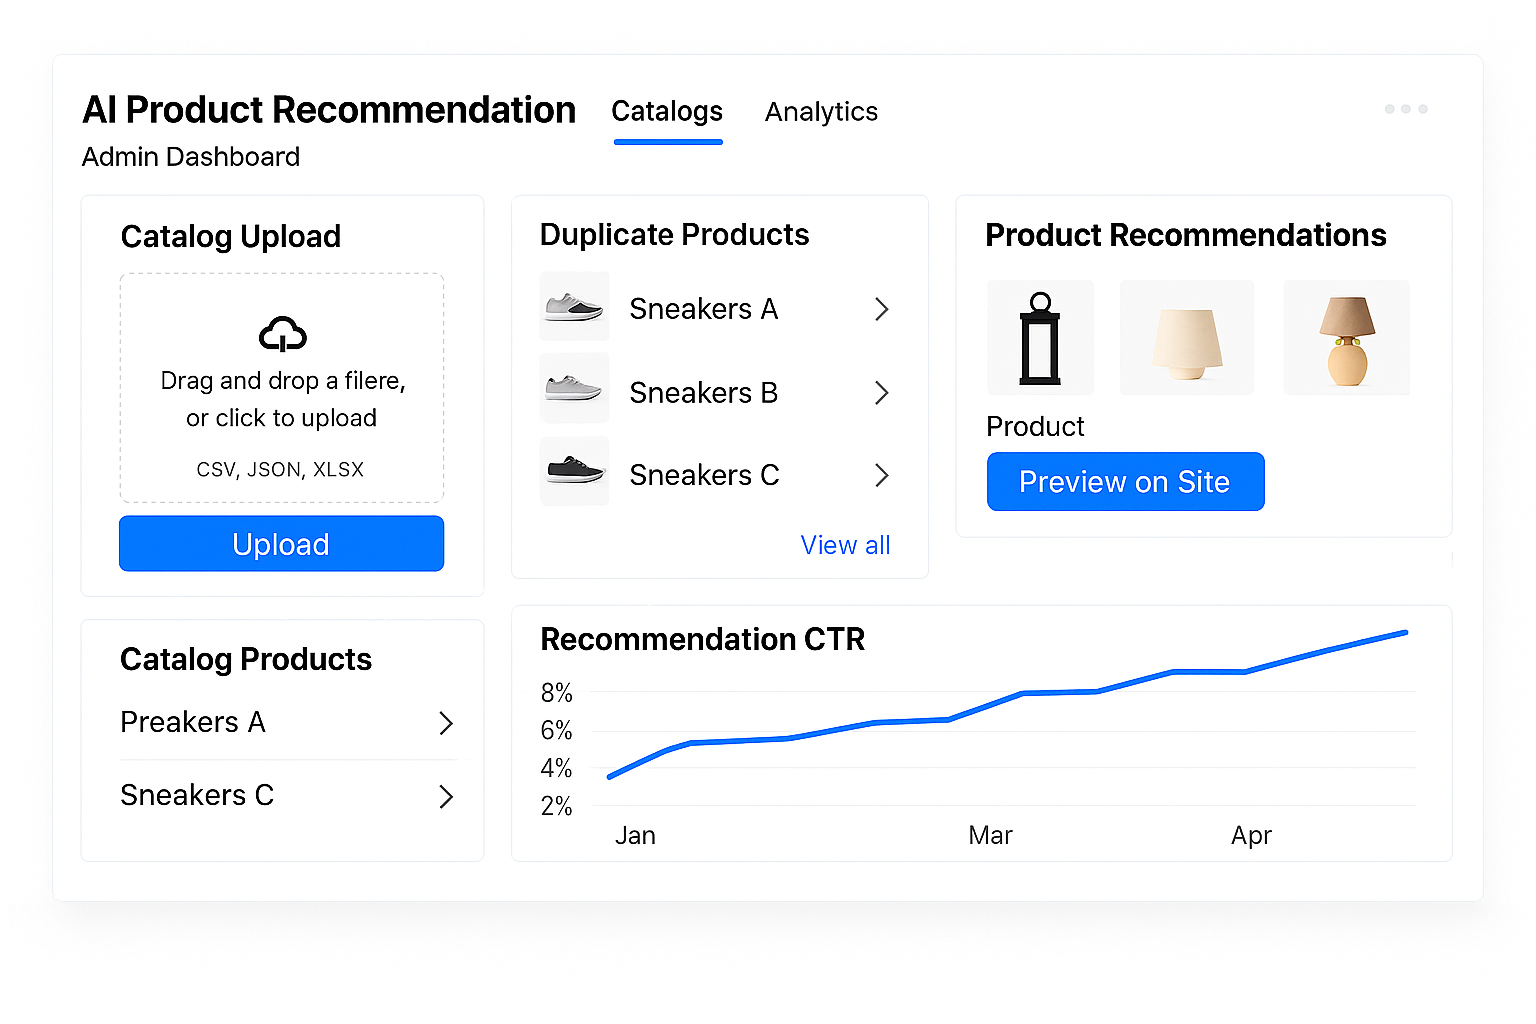 AI Product Recommendation
Catalogs
Analytics
Admin Dashboard
Catalog Upload
Drag and drop a filere,
or click to upload
CSV, JSON, XLSX
Upload
Duplicate Products
Sneakers A
Sneakers B
Sneakers C
View all
Product Recommendations
Product
Preview on Site
Catalog Products
Preakers A
Sneakers C
Recommendation CTR
8%
6%
4%
2%
Jan
Mar
Apr